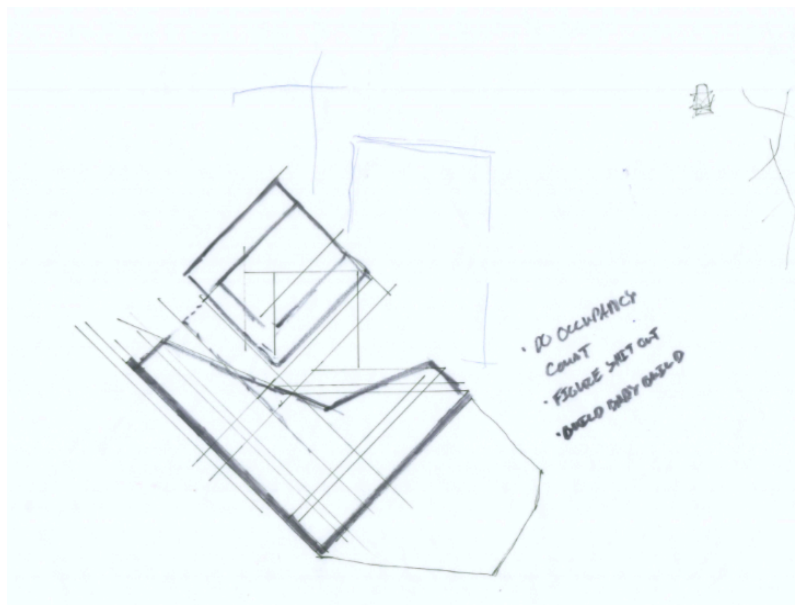 • DO OCCUPANCY
COUNT
• FIGURE SHIT OUT
• BUILD BABY BUILD